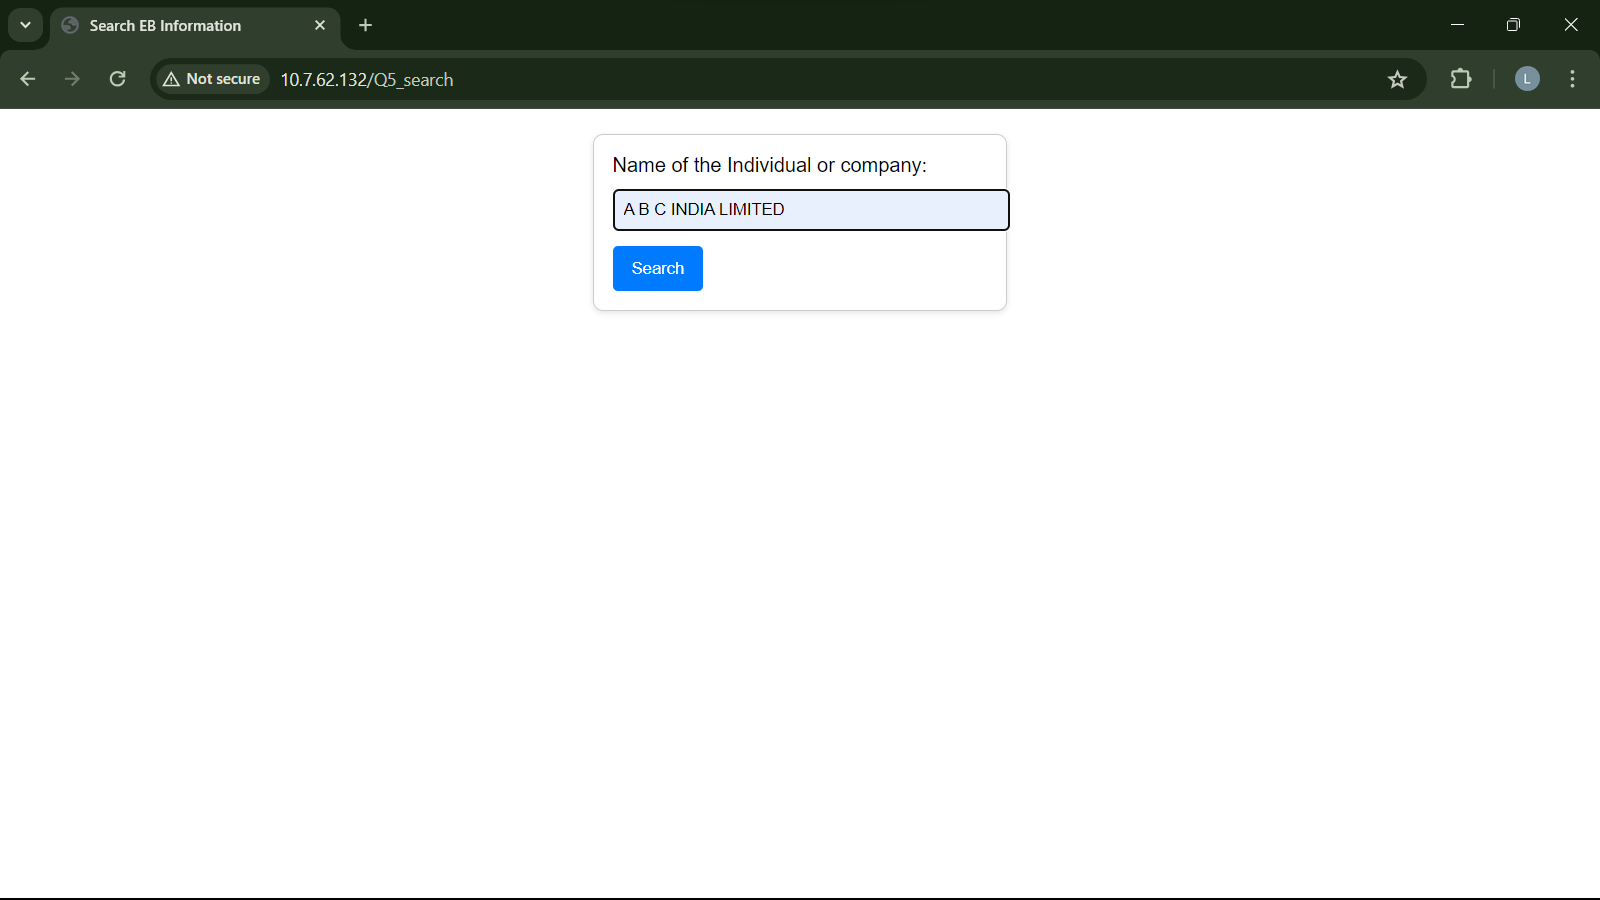 Search EB Information
Not secure
10.7.62.132/Q5_search
L
Name of the Individual or company:
A B C INDIA LIMITED
Search